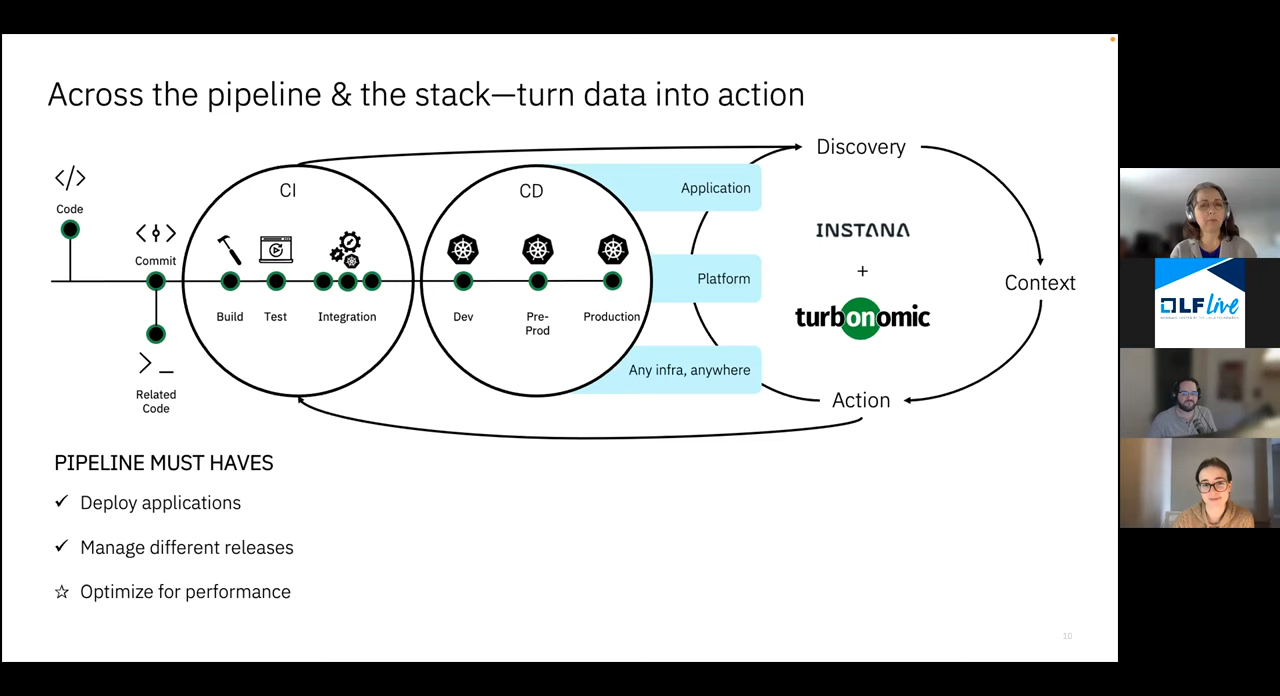 Across the pipeline & the stack—turn data into action
Code
Commit
Related
Code
CI
Build
Test
Integration
CD
Dev
Pre-
Prod
Production
Application
Platform
Any infra, anywhere
Discovery
INSTANA
+
turbonomic
Context
Action
PIPELINE MUST HAVES
✓ Deploy applications
✓ Manage different releases
☆ Optimize for performance
10
LF Live